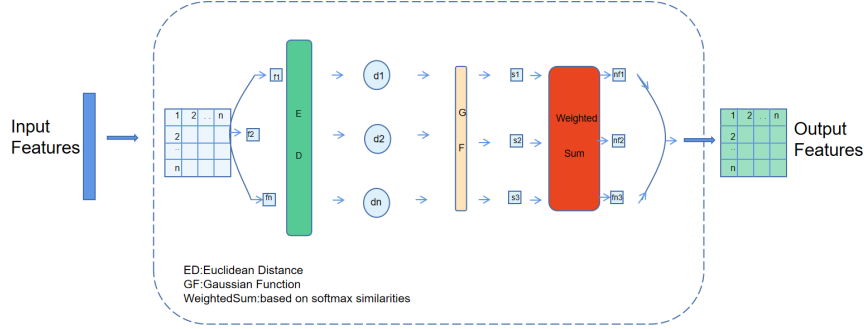 Input
Features
1 2 . . n
2
..
n
f1
f2
fn
E
D
d1
d2
dn
G
F
s1
s2
s3
Weighted
Sum
nf1
nf2
fn3
1 2 . . n
2
..
n
Output
Features
ED:Euclidean Distance
GF:Gaussian Function
WeightedSum:based on softmax similarities